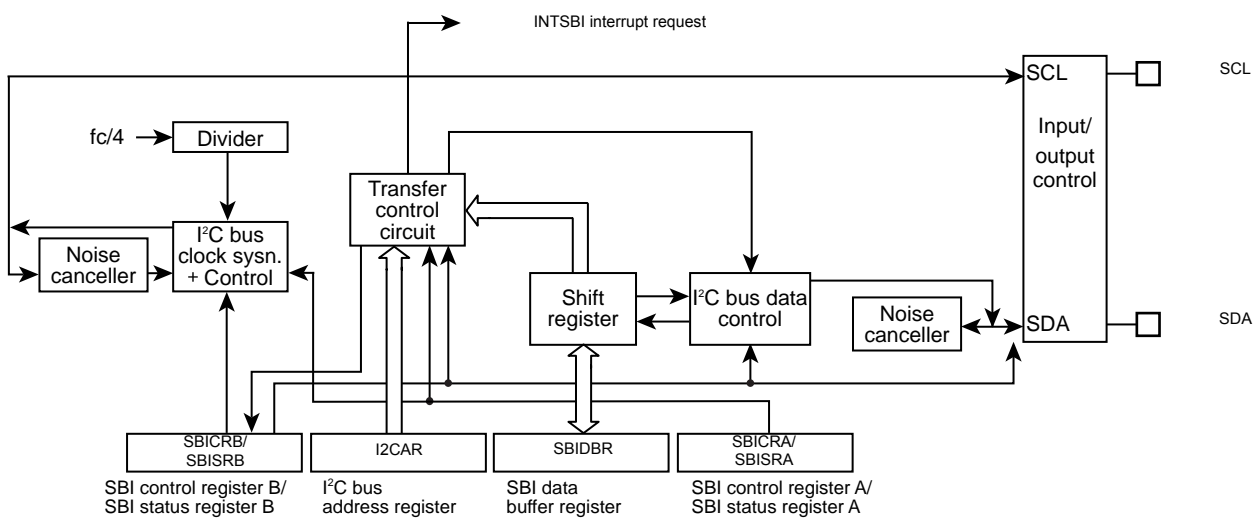 INTSBI interrupt request
SCL
SCL
fc/4
Divider
Input/
output
control
Transfer
control
circuit
I²C bus
clock sysn.
+ Control
Noise
canceller
Shift
register
I²C bus data
control
Noise
canceller
SDA
SDA
SBICRB/
SBISRB
I2CAR
SBIDBR
SBICRA/
SBISRA
SBI control register B/
SBI status register B
I²C bus
address register
SBI data
buffer register
SBI control register A/
SBI status register A